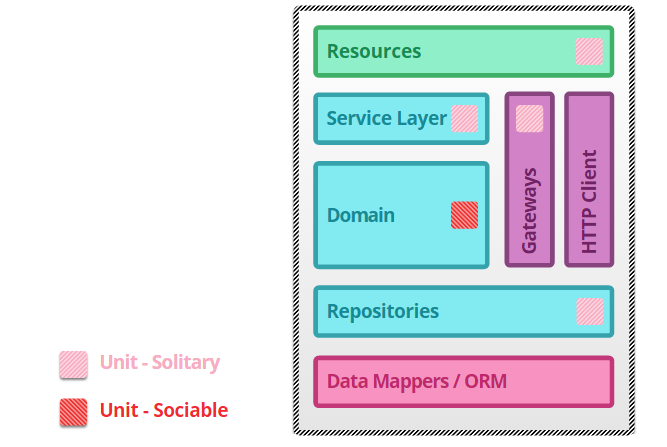 Resources
Service Layer
Domain
Gateways
HTTP Client
Repositories
Data Mappers / ORM
Unit - Solitary
Unit - Sociable